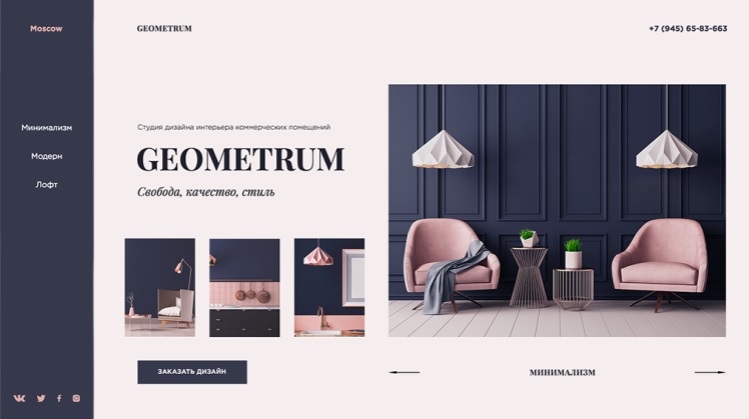 Moscow
GEOMETRUM
+7 (945) 65-83-663
Минимализм
Модерн
Лофт
Студия дизайна интерьера коммерческих помещений
GEOMETRUM
Свобода, качество, стиль
ЗАКАЗАТЬ ДИЗАЙН
МИНИМАЛИЗМ